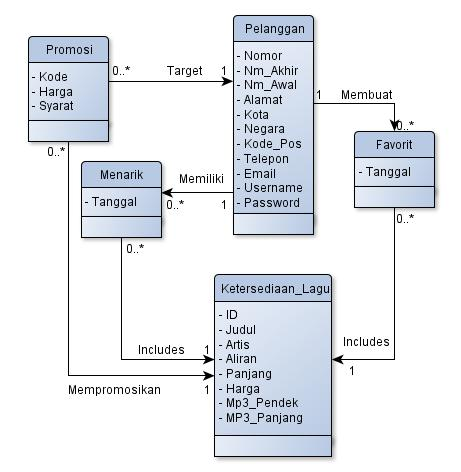 Promosi
- Kode
- Harga
- Syarat
0..*
Target
1
Pelanggan
- Nomor
- Nm_Akhir
- Nm_Awal
- Alamat
- Kota
- Negara
- Kode_Pos
- Telepon
- Email
- Username
- Password
1
Membuat
0..*
Favorit
- Tanggal
0..*
0..*
Menarik
- Tanggal
Memiliki
0..*
1
0..*
Ketersediaan_Lagu
- ID
- Judul
- Artis
- Aliran
- Panjang
- Harga
- Mp3_Pendek
- MP3_Panjang
Includes
1
Includes
1
Mempromosikan
1